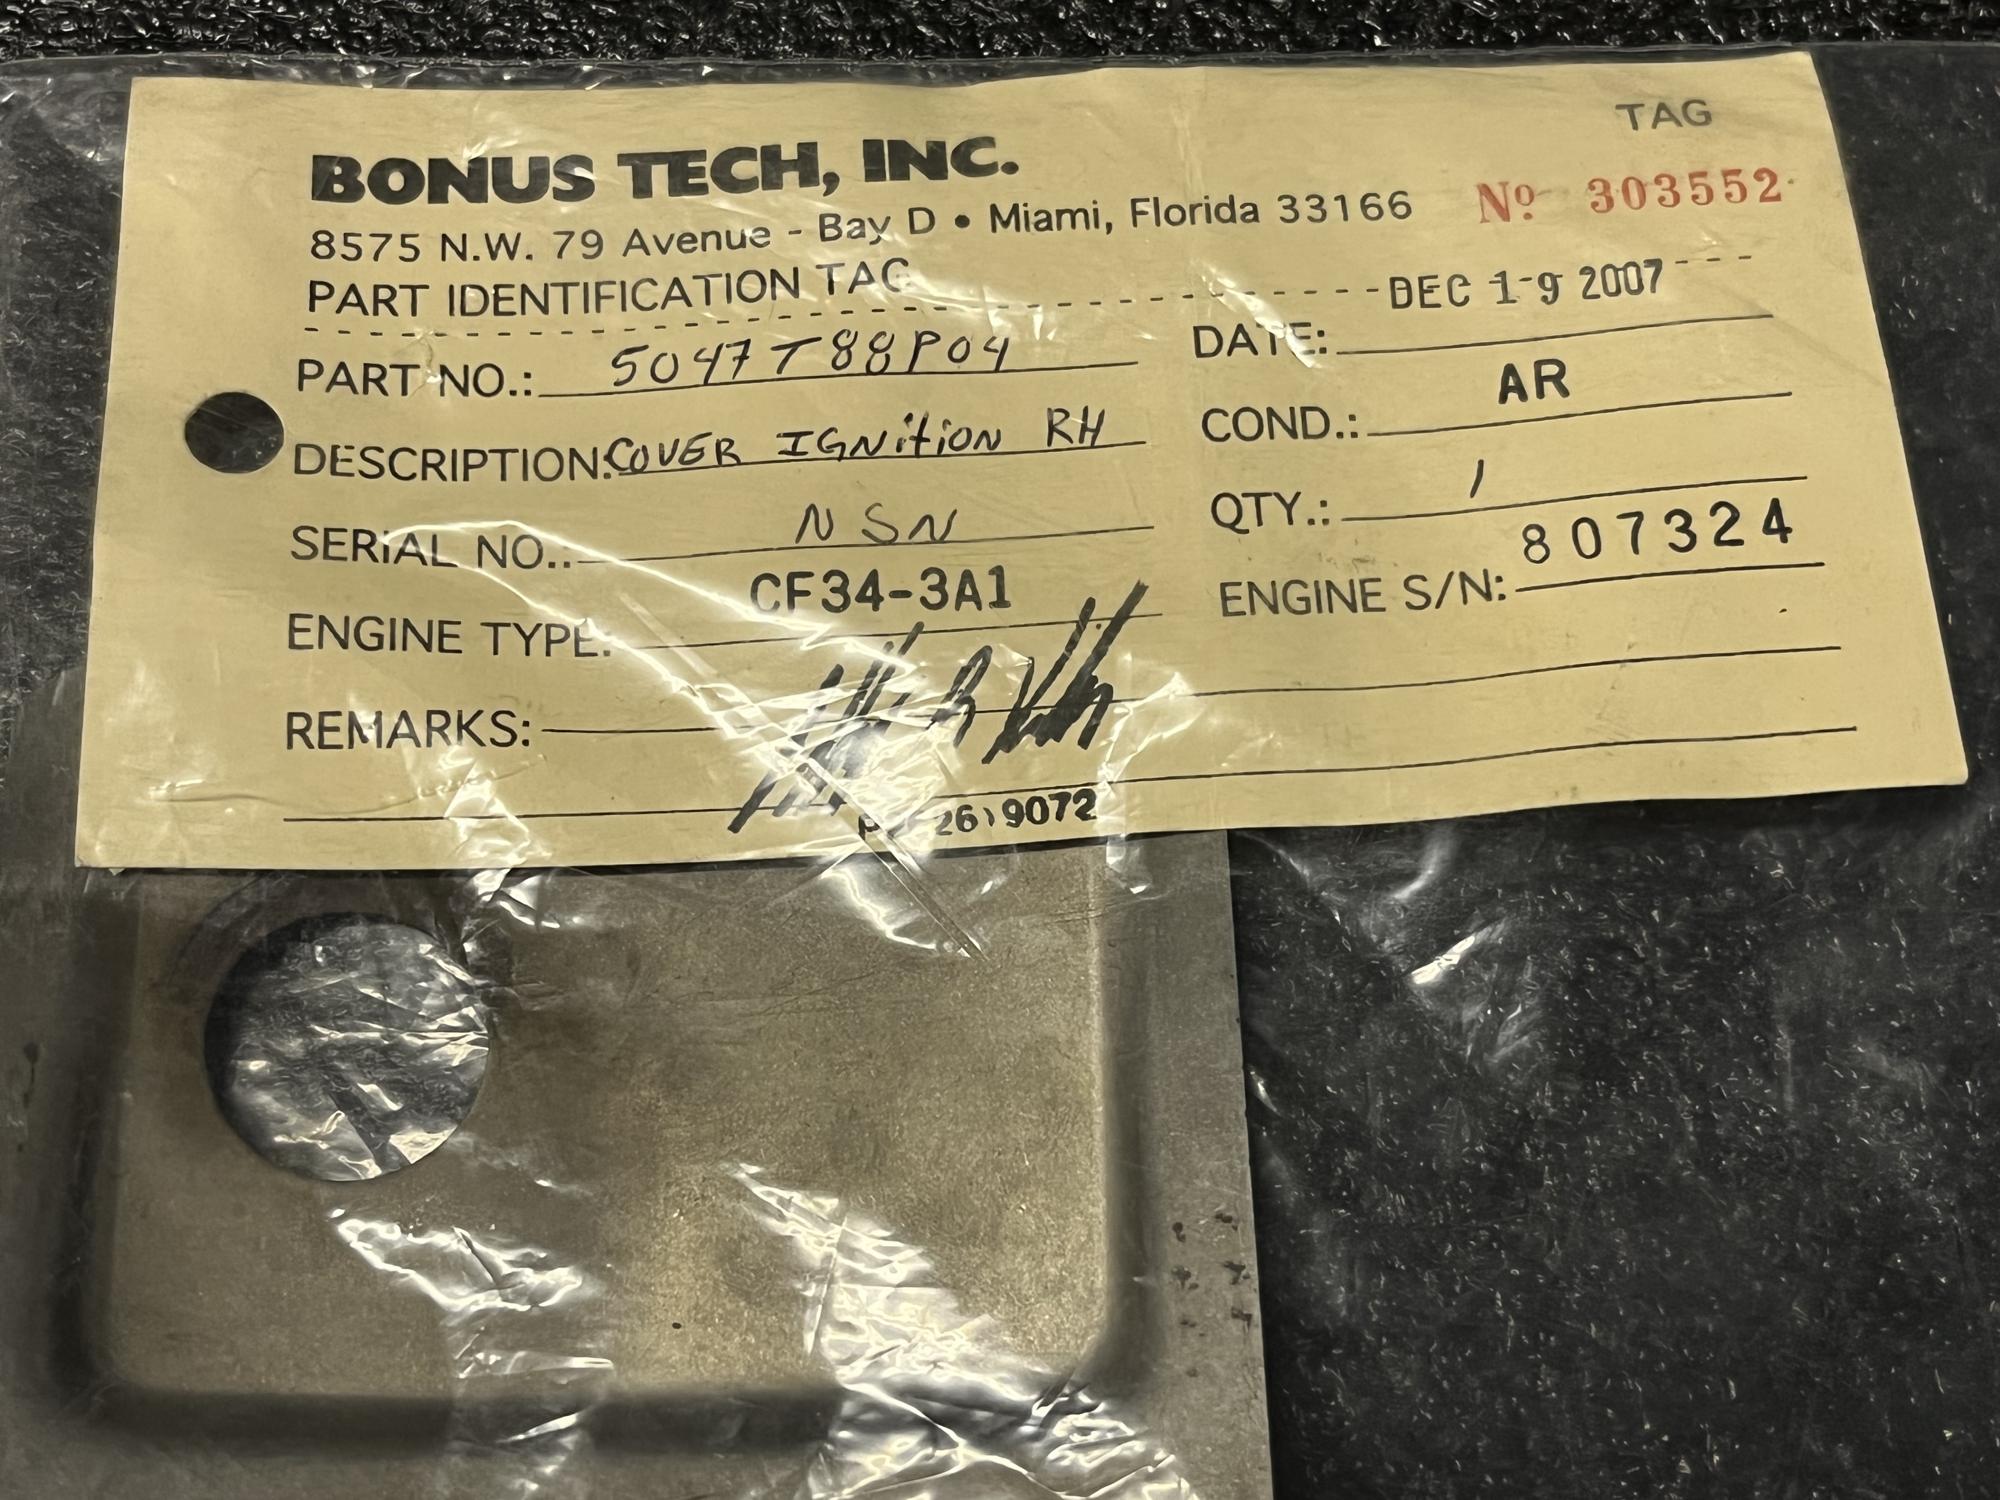 TAG
BONUS TECH, INC.
8575 N.W. 79 Avenue - Bay D • Miami, Florida 33166 Nº 303552
PART IDENTIFICATION TAG
DEC 19 2007
PART NO.: 5047T88P04 DATE:
DESCRIPTION: COVER IGNITION RH COND.: AR
SERIAL NO.: NSN QTY.: 1
ENGINE TYPE: CF34-3A1 ENGINE S/N: 807324
REMARKS:
26) 9072